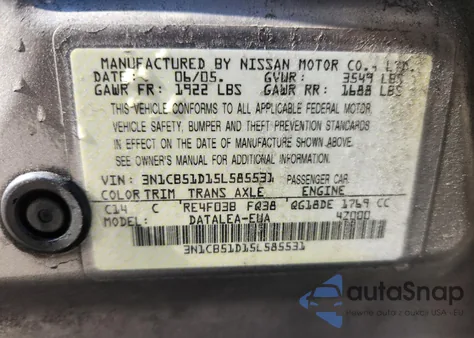 MANUFACTURED BY NISSAN MOTOR CO., LTD.
DATE: 06/05. GVWR: 3549 LBS
GAWR FR: 1922 LBS GAWR RR: 1688 LBS
THIS VEHICLE CONFORMS TO ALL APPLICABLE FEDERAL MOTOR
VEHICLE SAFETY, BUMPER AND THEFT PREVENTION STANDARDS
IN EFFECT ON THE DATE OF MANUFACTURE SHOWN ABOVE.
SEE OWNER'S MANUAL FOR ADDITIONAL INFORMATION.
VIN: 3N1CB51D15L585531 PASSENGER CAR
COLOR TRIM TRANS AXLE ENGINE
C14 C RE4F03B FQ38 QG18DE 1769 CC
MODEL: DATALEA-EUA 42000
3N1CB51D15L585531
autoSnap